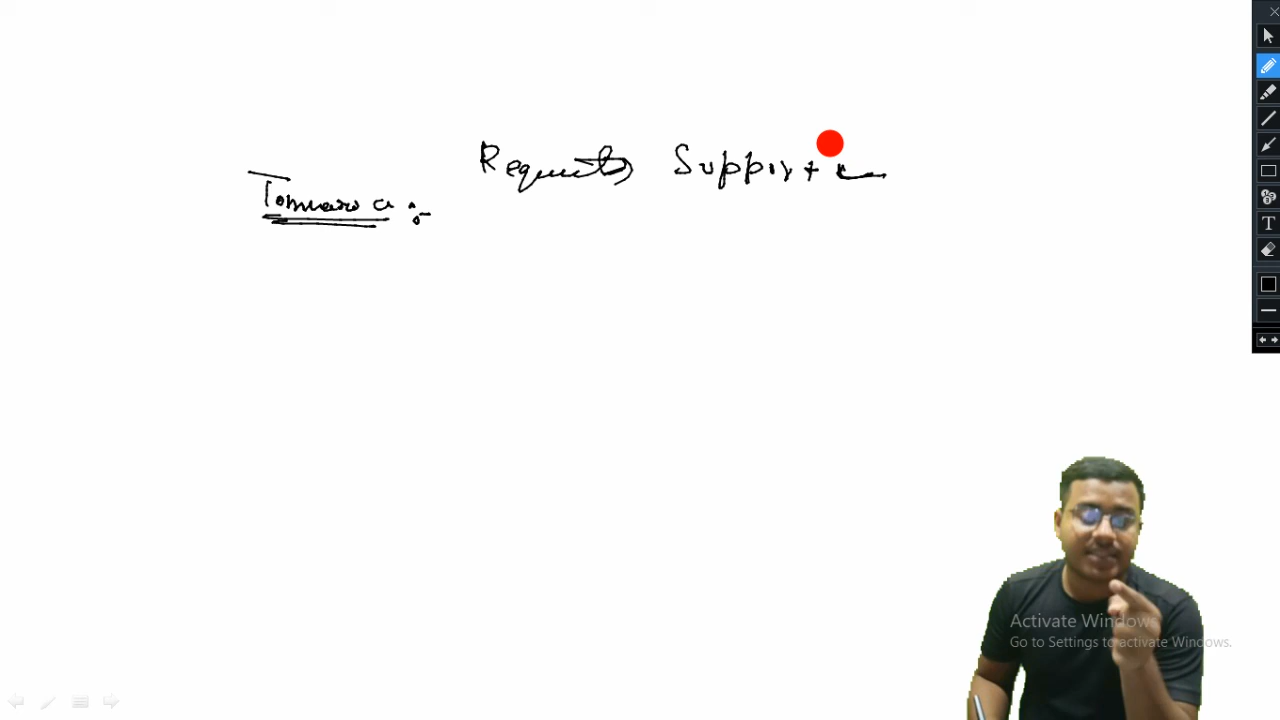 Requests Support
Activate Windows
Go to Settings to activate Windows.
T